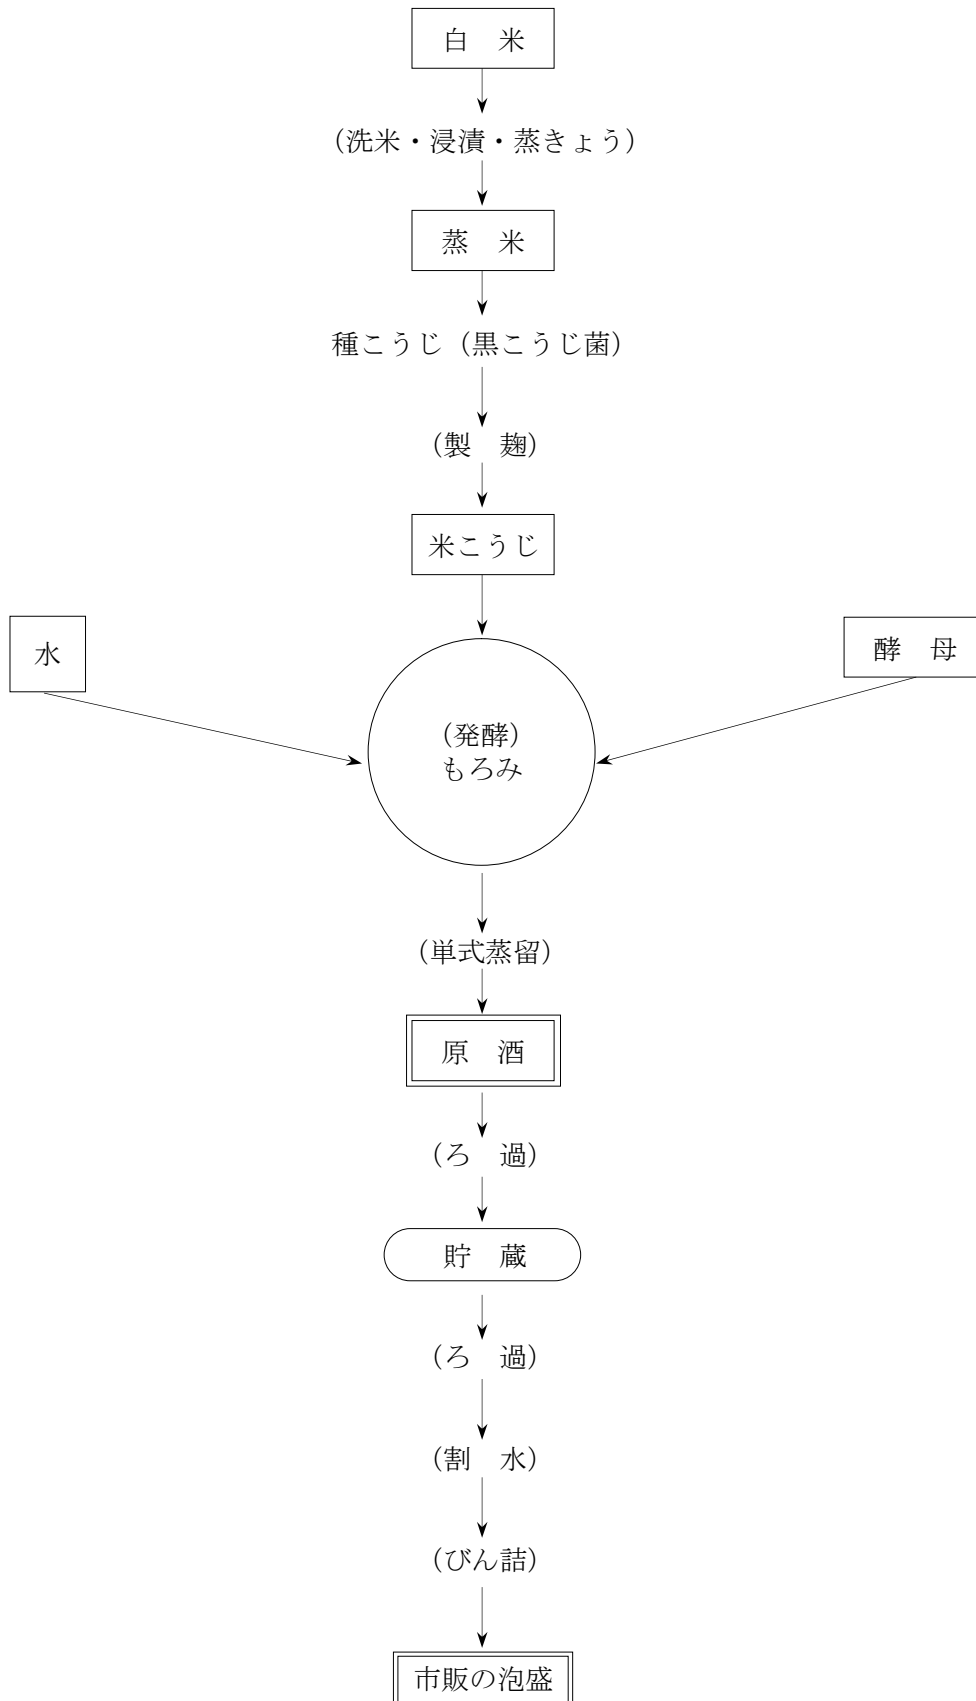 白　米
（洗米・浸漬・蒸きょう）
蒸　米
種こうじ（黒こうじ菌）
（製　麹）
米こうじ
水
酵　母
（発酵）
もろみ
（単式蒸留）
原　酒
（ろ　過）
貯　蔵
（ろ　過）
（割　水）
（びん詰）
市販の泡盛